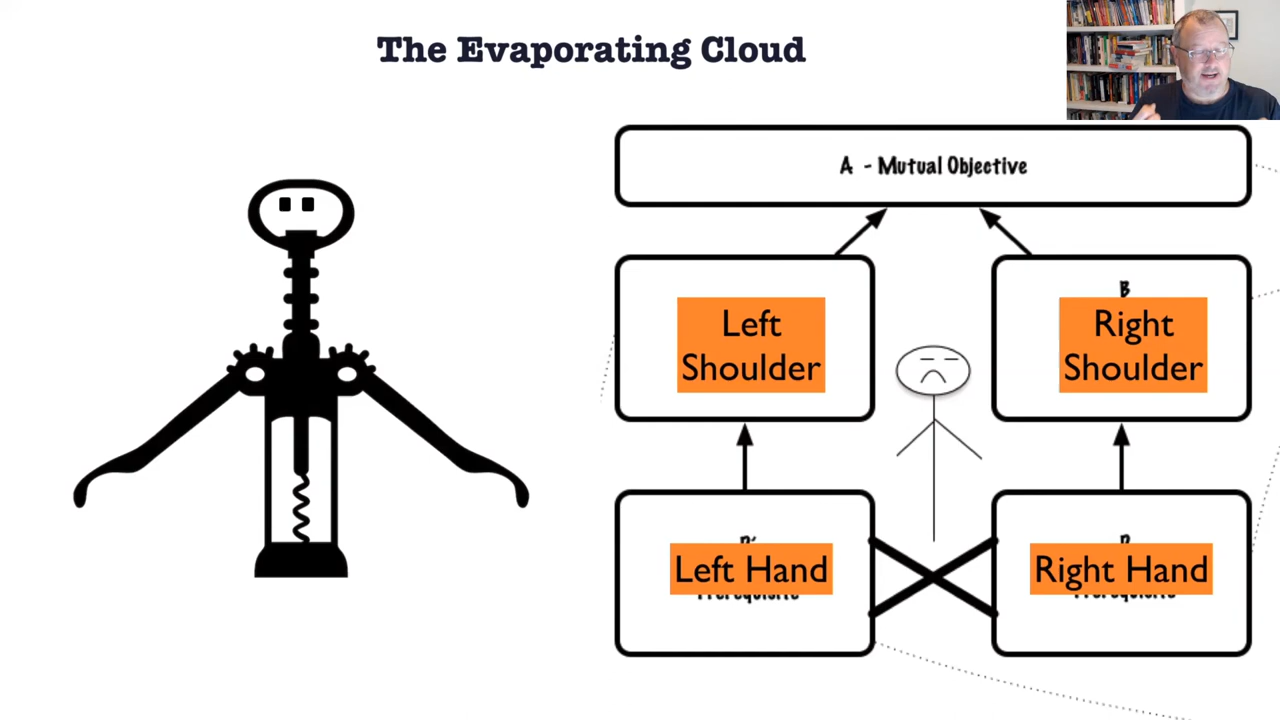 The Evaporating Cloud
A - Mutual Objective
Left
Shoulder
B
Right
Shoulder
Left Hand
Right Hand